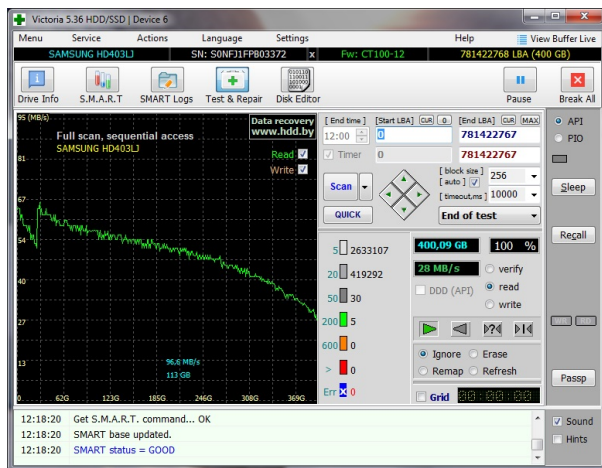 Victoria 5.36 HDD/SSD | Device 6
Menu Service Actions Language Settings Help View Buffer Live
SAMSUNG HD403LJ SN: S0NFJ1FPB03372 x Fw: CT100-12 781422768 LBA (400 GB)
Drive Info S.M.A.R.T SMART Logs Test & Repair Disk Editor Pause Break All
95 (MB/s)
Data recovery
www.hdd.by
Full scan, sequential access
SAMSUNG HD403LJ
Read
Write
81
67
54
40
27
13
96,6 MB/s
113 GB
0 62G 123G 185G 246G 308G 369G
[ End time ] [Start LBA] CUR 0 [End LBA] CUR MAX
12:00 0 781422767
Timer 0 781422767
Scan
QUICK
[ block size ]
[ auto ]
256
[ timeout,ms ] 10000
End of test
5 2633107
20 419292
50 30
200 5
600 0
> 0
Err x 0
400,09 GB 100 %
28 MB/s verify
DDD (API) read
write
Ignore Erase
Remap Refresh
Grid 00:00:00
API
PIO
Sleep
Recall
Passp
12:18:20 Get S.M.A.R.T. command... OK
12:18:20 SMART base updated.
12:18:20 SMART status = GOOD
Sound
Hints